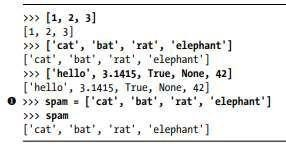 >>> [1, 2, 3]
[1, 2, 3]
>>> ['cat', 'bat', 'rat', 'elephant']
['cat', 'bat', 'rat', 'elephant']
>>> ['hello', 3.1415, True, None, 42]
['hello', 3.1415, True, None, 42]
❶ >>> spam = ['cat', 'bat', 'rat', 'elephant']
>>> spam
['cat', 'bat', 'rat', 'elephant']